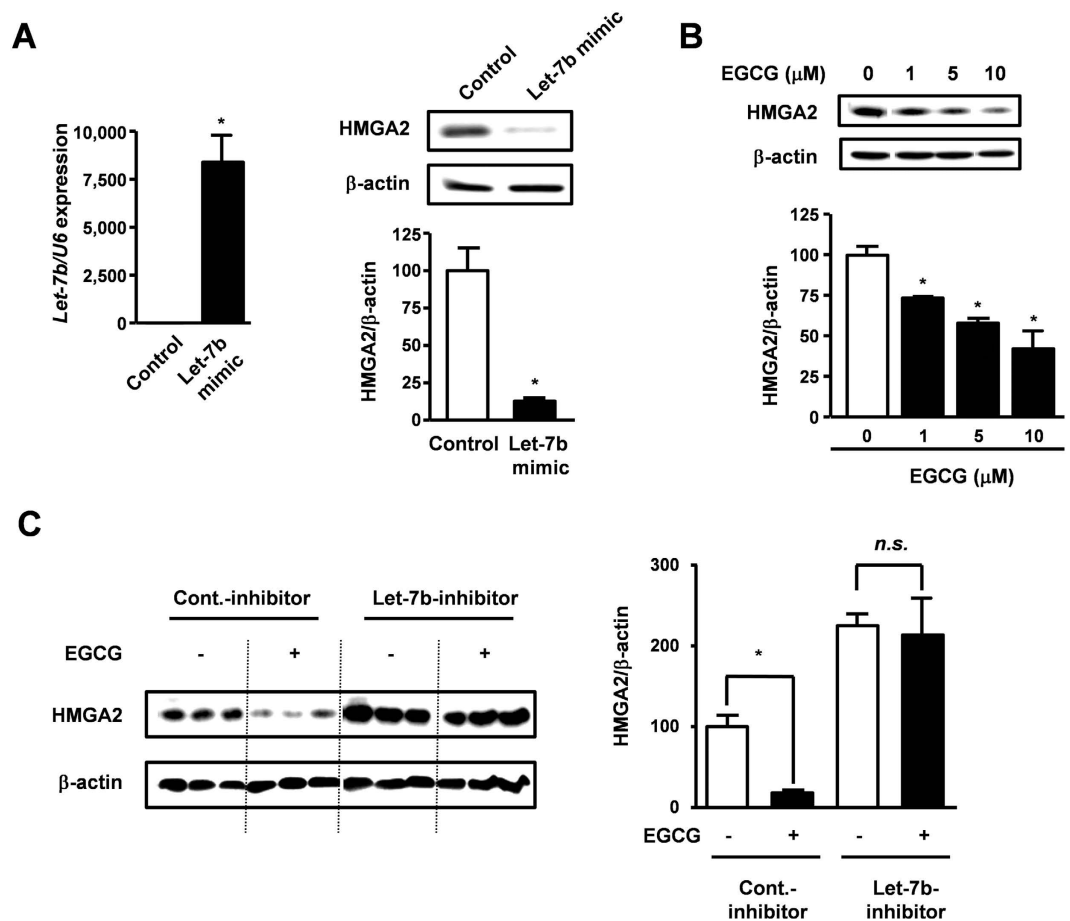 A
Let-7b/U6 expression
10,000
7,500
5,000
2,500
0
*
Control
Let-7b
mimic
Control
Let-7b mimic
HMGA2
β-actin
HMGA2/β-actin
125
100
75
50
25
0
*
Control
Let-7b
mimic
B
EGCG (μM) 0 1 5 10
HMGA2
β-actin
HMGA2/β-actin
125
100
75
50
25
0
*
*
*
0 1 5 10
EGCG (μM)
C
Cont.-inhibitor Let-7b-inhibitor
EGCG - + - +
HMGA2
β-actin
HMGA2/β-actin
300
200
100
0
*
n.s.
EGCG - + - +
Cont.-
inhibitor
Let-7b-
inhibitor